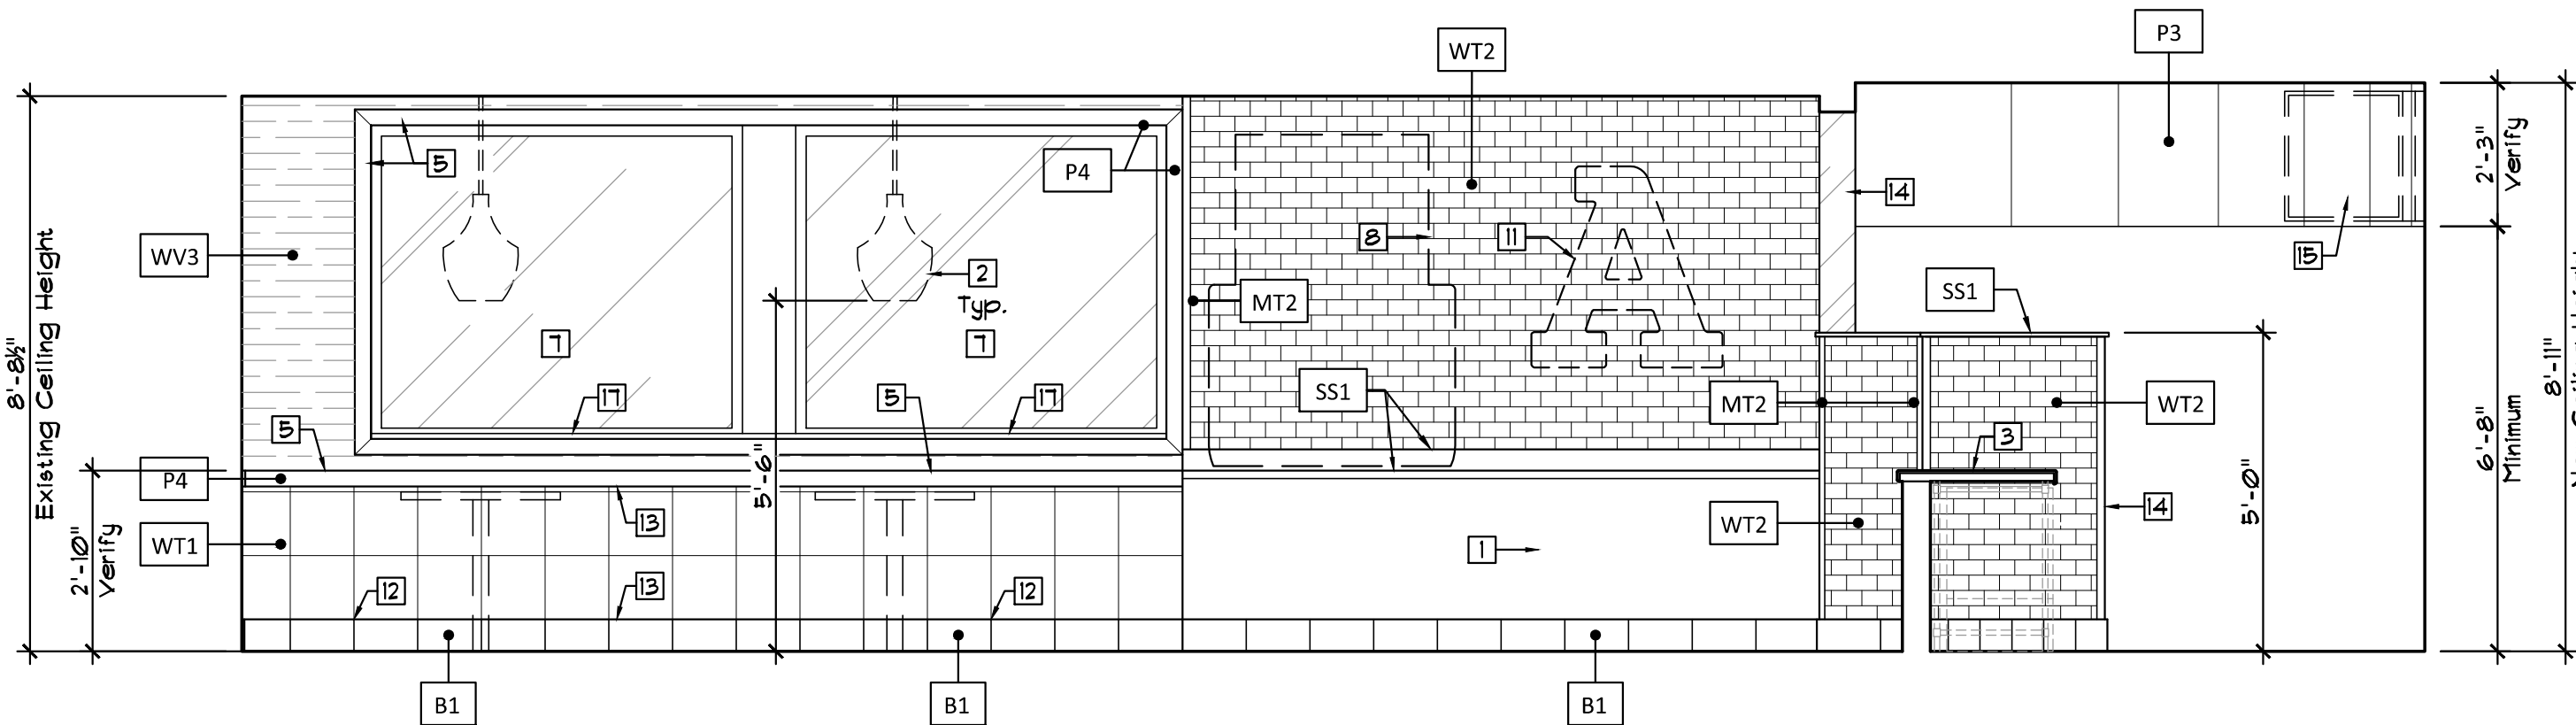 P3
WT2
P4
5
14
2'-3"
Verify
WV3
8
11
15
2
Typ.
MT2
SS1
7
7
8'-8½"
Existing Ceiling Height
SS1
17
5
17
MT2
WT2
8'-11"
5
3
6'-8"
Minimum
P4
5'-6"
5'-0"
13
WT2
14
WT1
2'-10"
Verify
1
12
13
12
B1
B1
B1